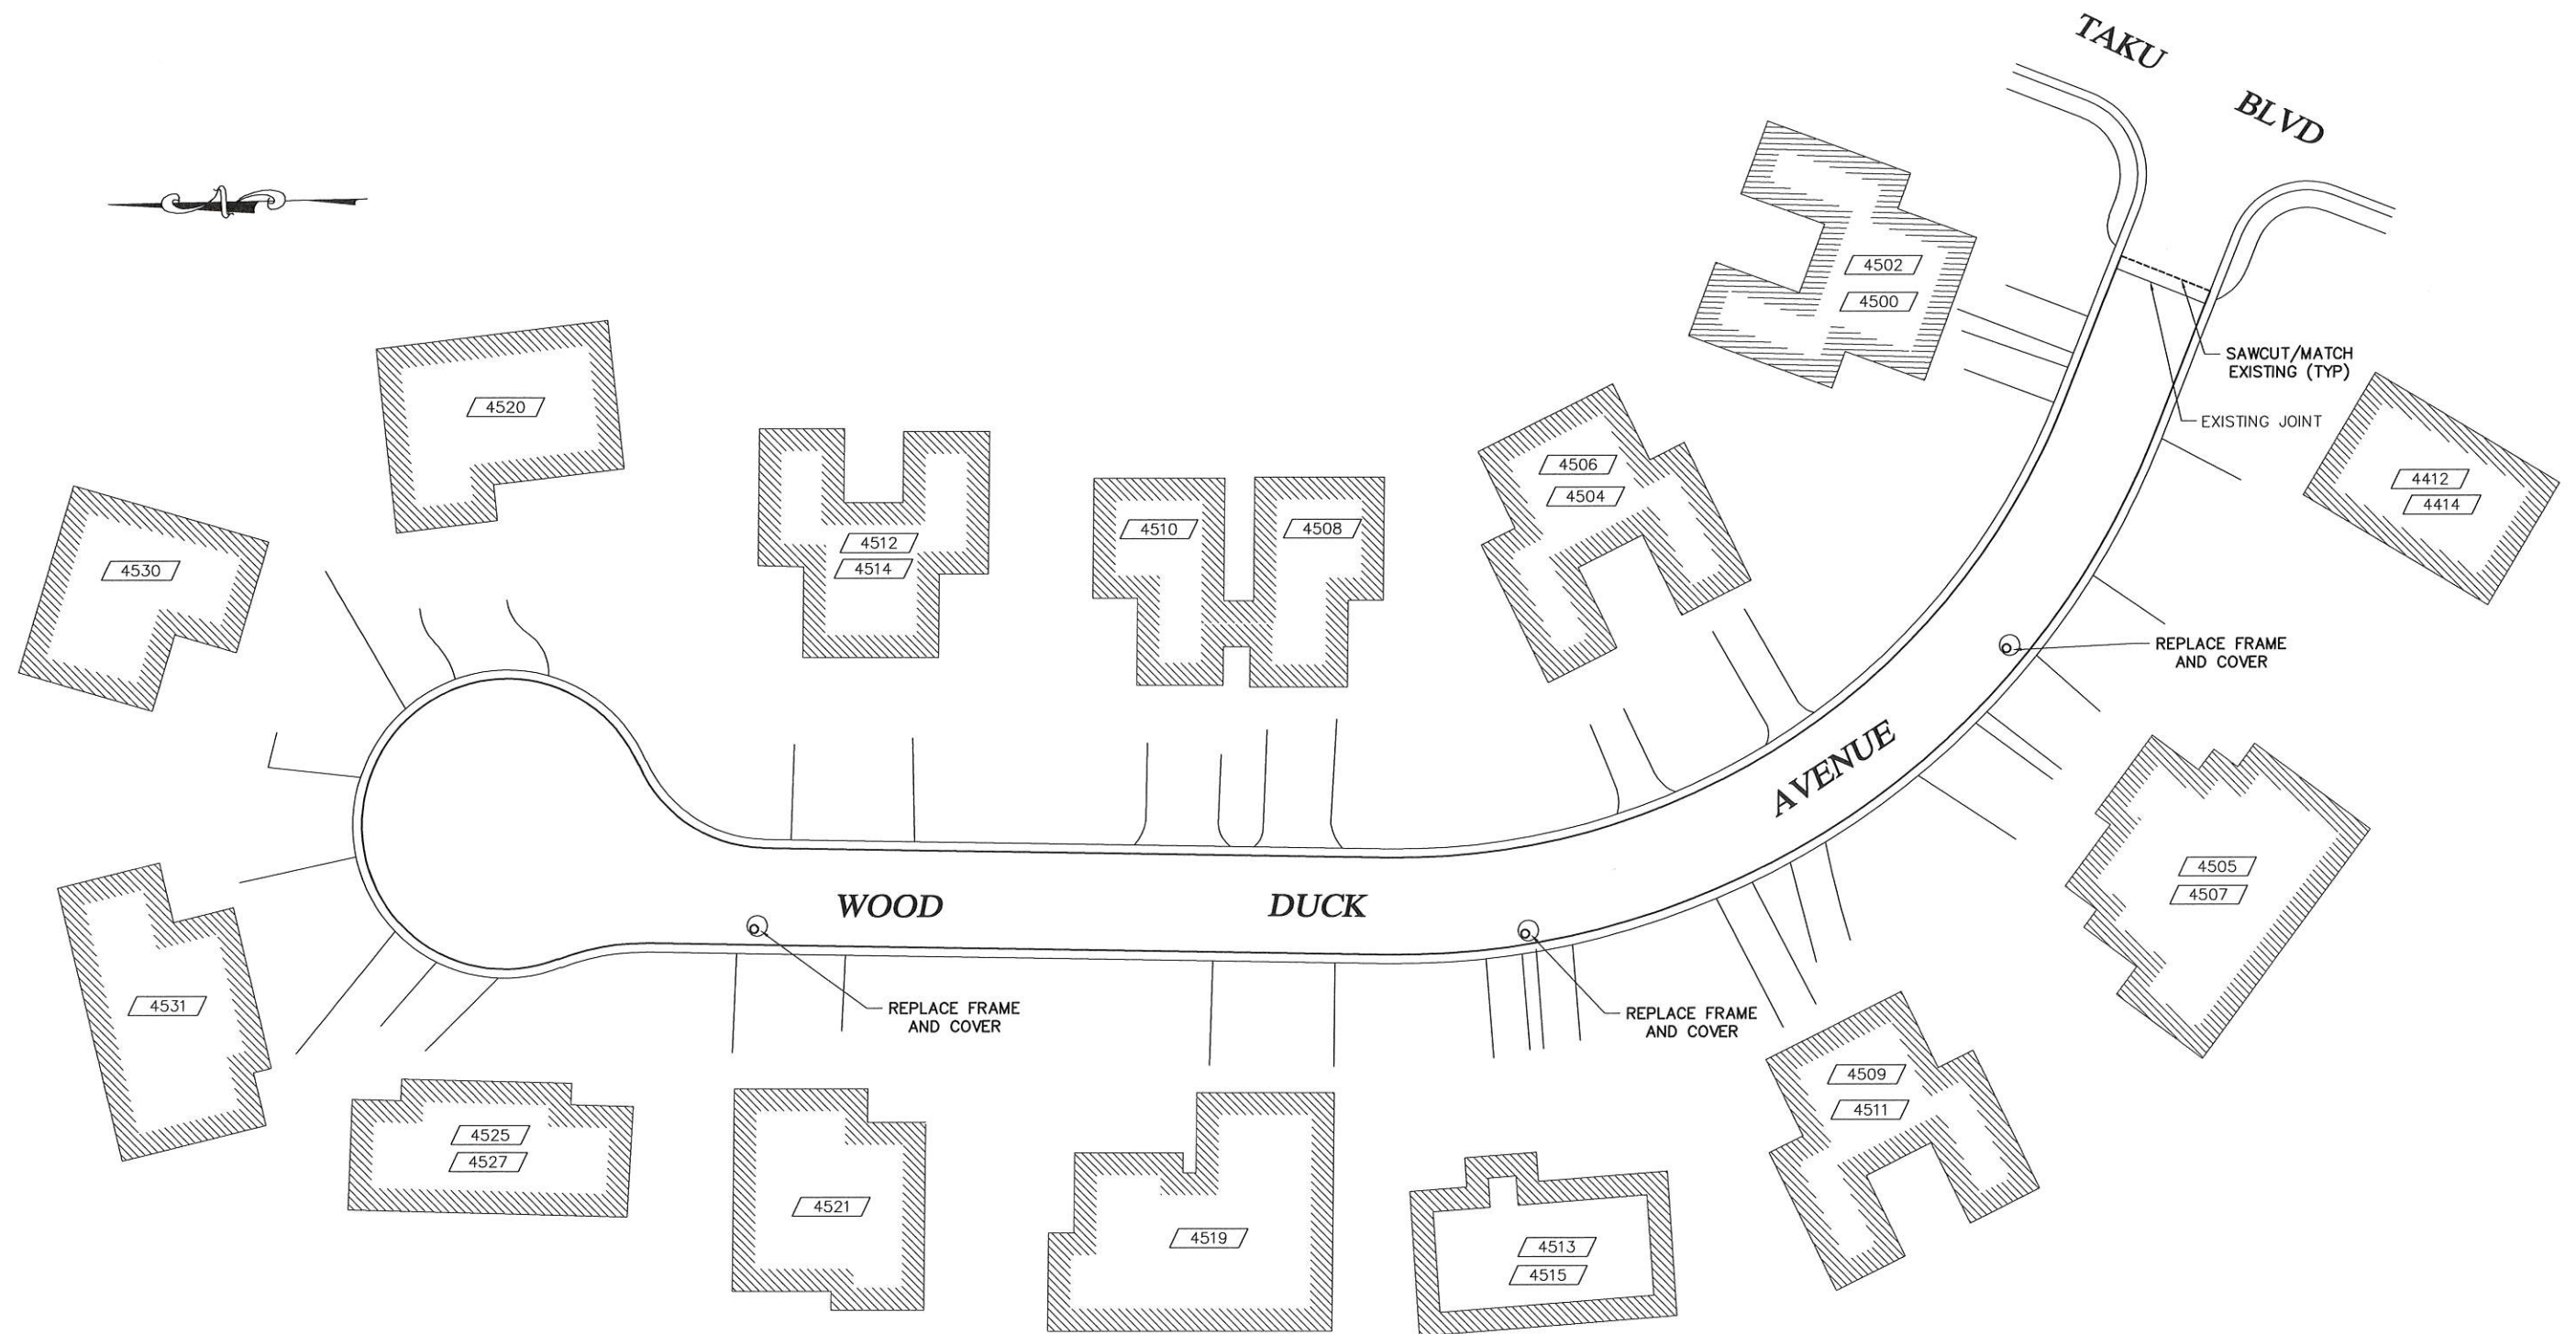 TAKU
BLVD
N
4502
4500
SAWCUT/MATCH
EXISTING (TYP)
EXISTING JOINT
4520
4506
4504
4412
4414
4510
4508
4512
4514
4530
REPLACE FRAME
AND COVER
AVENUE
4505
4507
WOOD
DUCK
4531
REPLACE FRAME
AND COVER
REPLACE FRAME
AND COVER
4509
4511
4525
4527
4521
4519
4513
4515